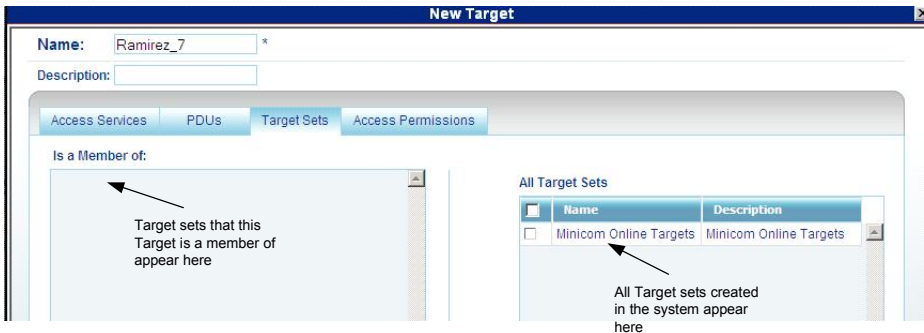 New Target
Name: Ramirez_7 *
Description:
Access Services PDUs Target Sets Access Permissions
Is a Member of:
Target sets that this
Target is a member of
appear here
All Target Sets
Name Description
Minicom Online Targets Minicom Online Targets
All Target sets created
in the system appear
here